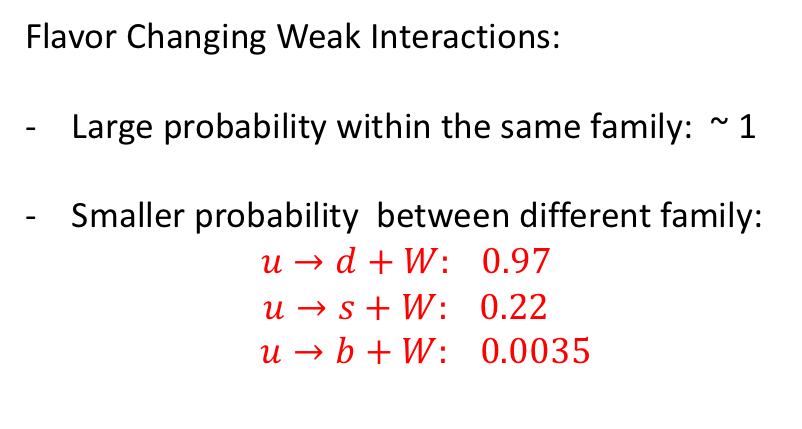 Flavor Changing Weak Interactions:
- Large probability within the same family: ~ 1
- Smaller probability between different family:
u → d + W: 0.97
u → s + W: 0.22
u → b + W: 0.0035